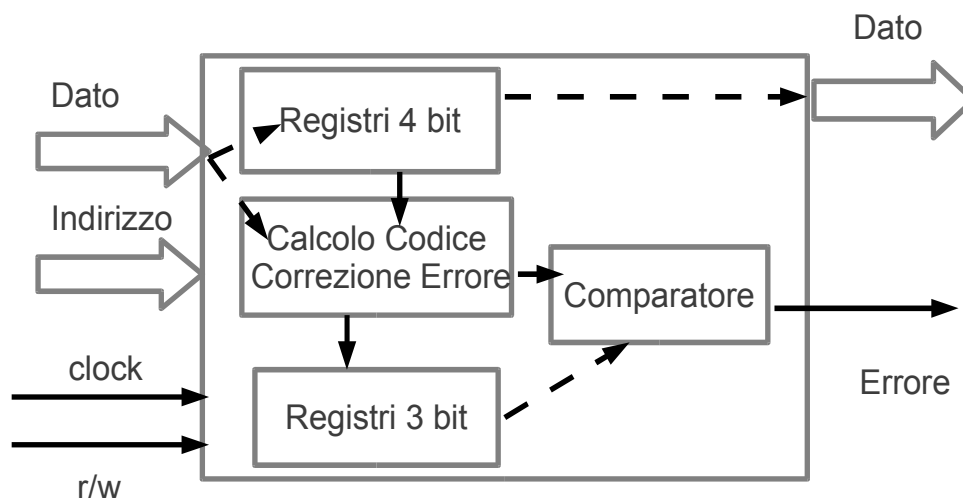 Dato
Dato
Registri 4 bit
Indirizzo
Calcolo Codice
Correzione Errore
Comparatore
clock
Errore
Registri 3 bit
r/w